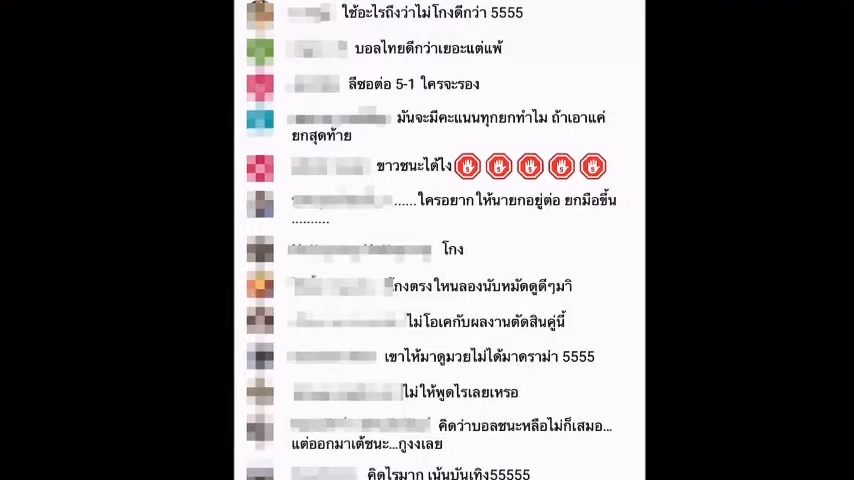 ใช้อะไรถึงว่าไม่โกงดีกว่า 5555
บอลไทยดีกว่าเยอะแต่แพ้
ลีซอต่อ 5-1 ใครจะรอง
มันจะมีคะแนนทุกยกทำไม ถ้าเอาแค่
ยกสุดท้าย
ขาวชนะได้ไง
......ใครอยากให้นายกอยู่ต่อ ยกมือขึ้น
..........
โกง
โกงตรงใหนลองนับหมัดดูดีๆมาิ
ไม่โอเคกับผลงานตัดสินคู่นี้
เขาไห้มาดูมวยไม่ได้มาดราม่า 5555
ไม่ให้พูดไรเลยเหรอ
คิดว่าบอลชนะหลือไม่ก็เสมอ...
แต่ออกมาเต้ชนะ...กูงงเลย
คิดไรมาก เน้นบันเทิง55555